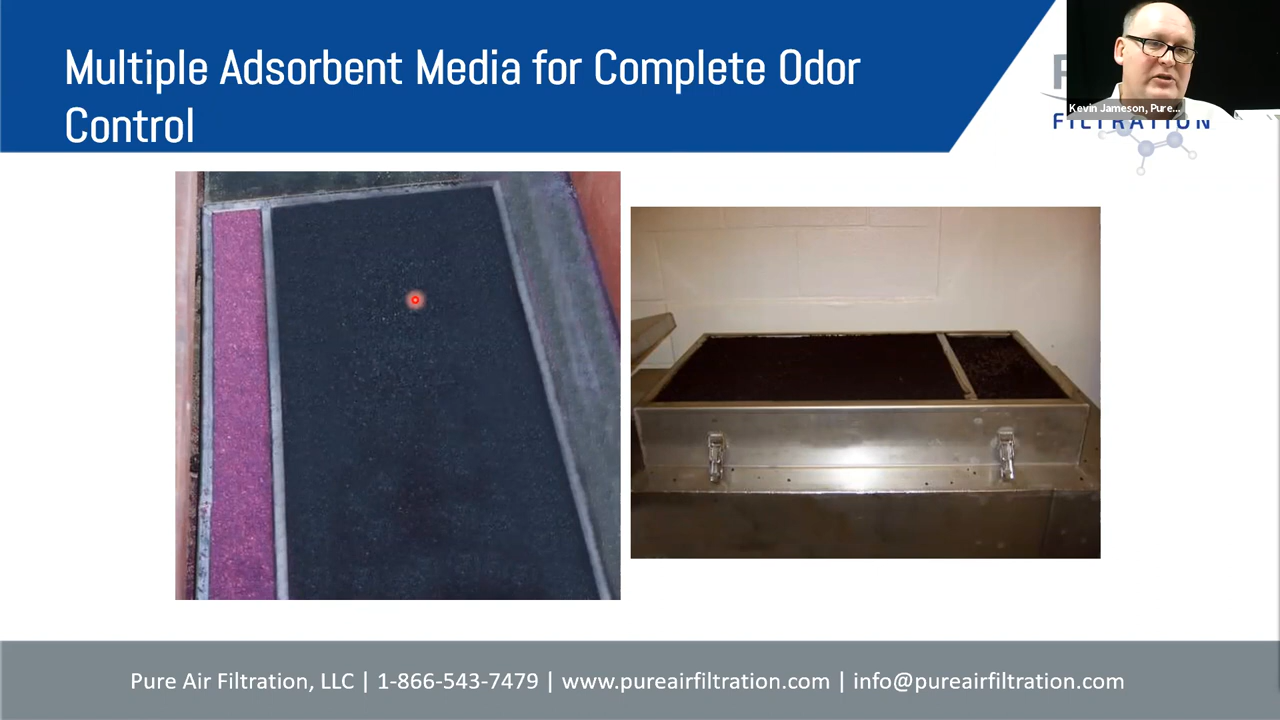 Multiple Adsorbent Media for Complete Odor
Control
Kevin Jameson, Pure...
FILTRATION
Pure Air Filtration, LLC | 1-866-543-7479 | www.pureairfiltration.com | info@pureairfiltration.com